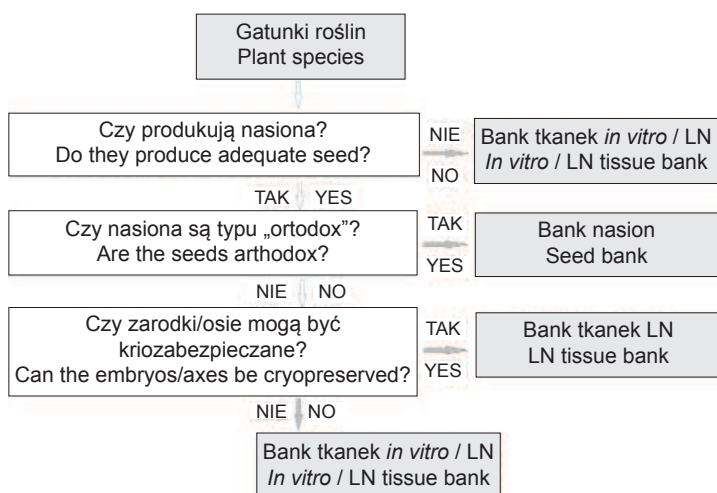 Gatunki roślin
Plant species
Czy produkują nasiona?
Do they produce adequate seed?
NIE
NO
Bank tkanek in vitro / LN
In vitro / LN tissue bank
TAK YES
Czy nasiona są typu „ortodox”?
Are the seeds arthodox?
TAK
YES
Bank nasion
Seed bank
NIE NO
Czy zarodki/osie mogą być
kriozabezpieczane?
Can the embryos/axes be cryopreserved?
TAK
YES
Bank tkanek LN
LN tissue bank
NIE NO
Bank tkanek in vitro / LN
In vitro / LN tissue bank